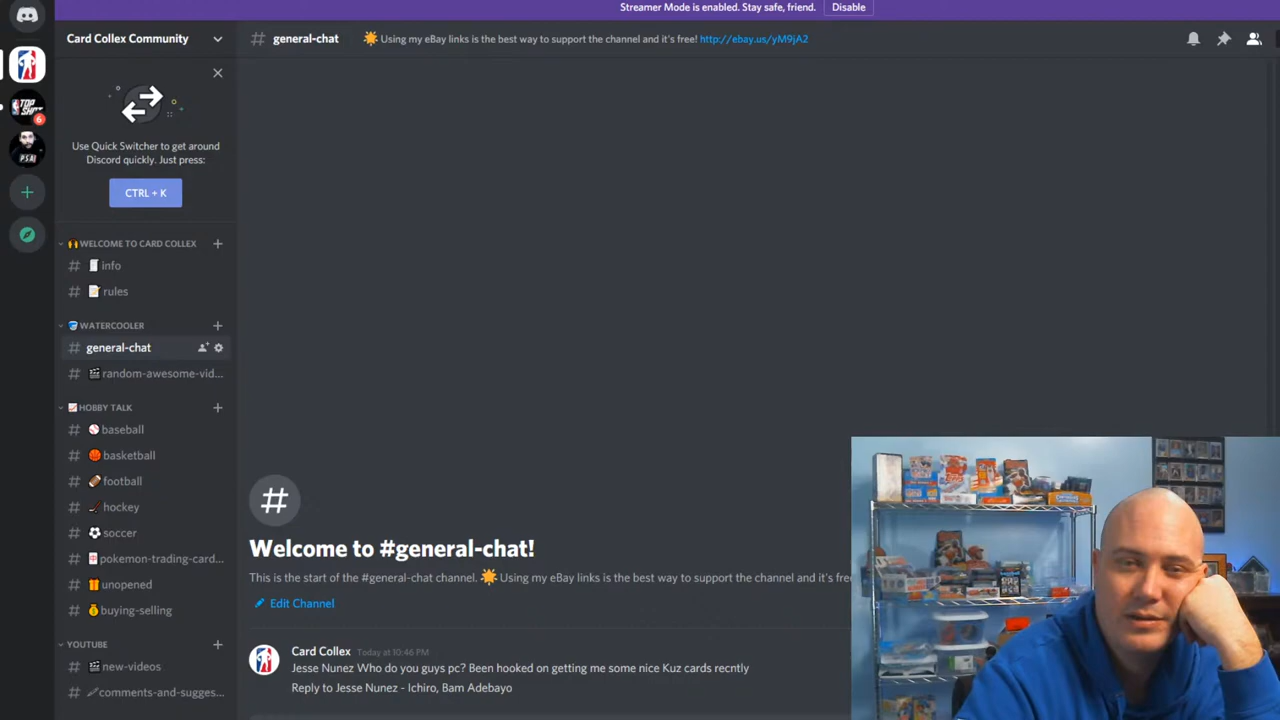 Streamer Mode is enabled. Stay safe, friend. Disable
Card Collex Community
general-chat
Using my eBay links is the best way to support the channel and it's free! http://ebay.us/yM9jA2
TOP SHOT
6
Use Quick Switcher to get around
Discord quickly. Just press:
CTRL + K
WELCOME TO CARD COLLEX
info
rules
WATERCOOLER
general-chat
random-awesome-vid...
HOBBY TALK
baseball
basketball
football
hockey
soccer
pokemon-trading-card...
unopened
buying-selling
YOUTUBE
new-videos
comments-and-sugges...
Welcome to #general-chat!
This is the start of the #general-chat channel. Using my eBay links is the best way to support the channel and it's free
Edit Channel
Card Collex Today at 10:46 PM
Jesse Nunez Who do you guys pc? Been hooked on getting me some nice Kuz cards recntly
Reply to Jesse Nunez - Ichiro, Bam Adebayo